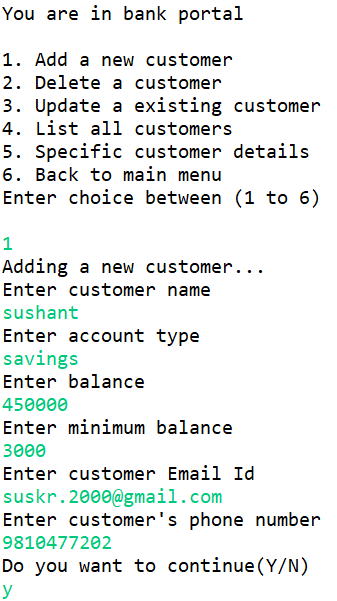 You are in bank portal
1. Add a new customer
2. Delete a customer
3. Update a existing customer
4. List all customers
5. Specific customer details
6. Back to main menu
Enter choice between (1 to 6)
1
Adding a new customer...
Enter customer name
sushant
Enter account type
savings
Enter balance
450000
Enter minimum balance
3000
Enter customer Email Id
suskr.2000@gmail.com
Enter customer's phone number
9810477202
Do you want to continue(Y/N)
y